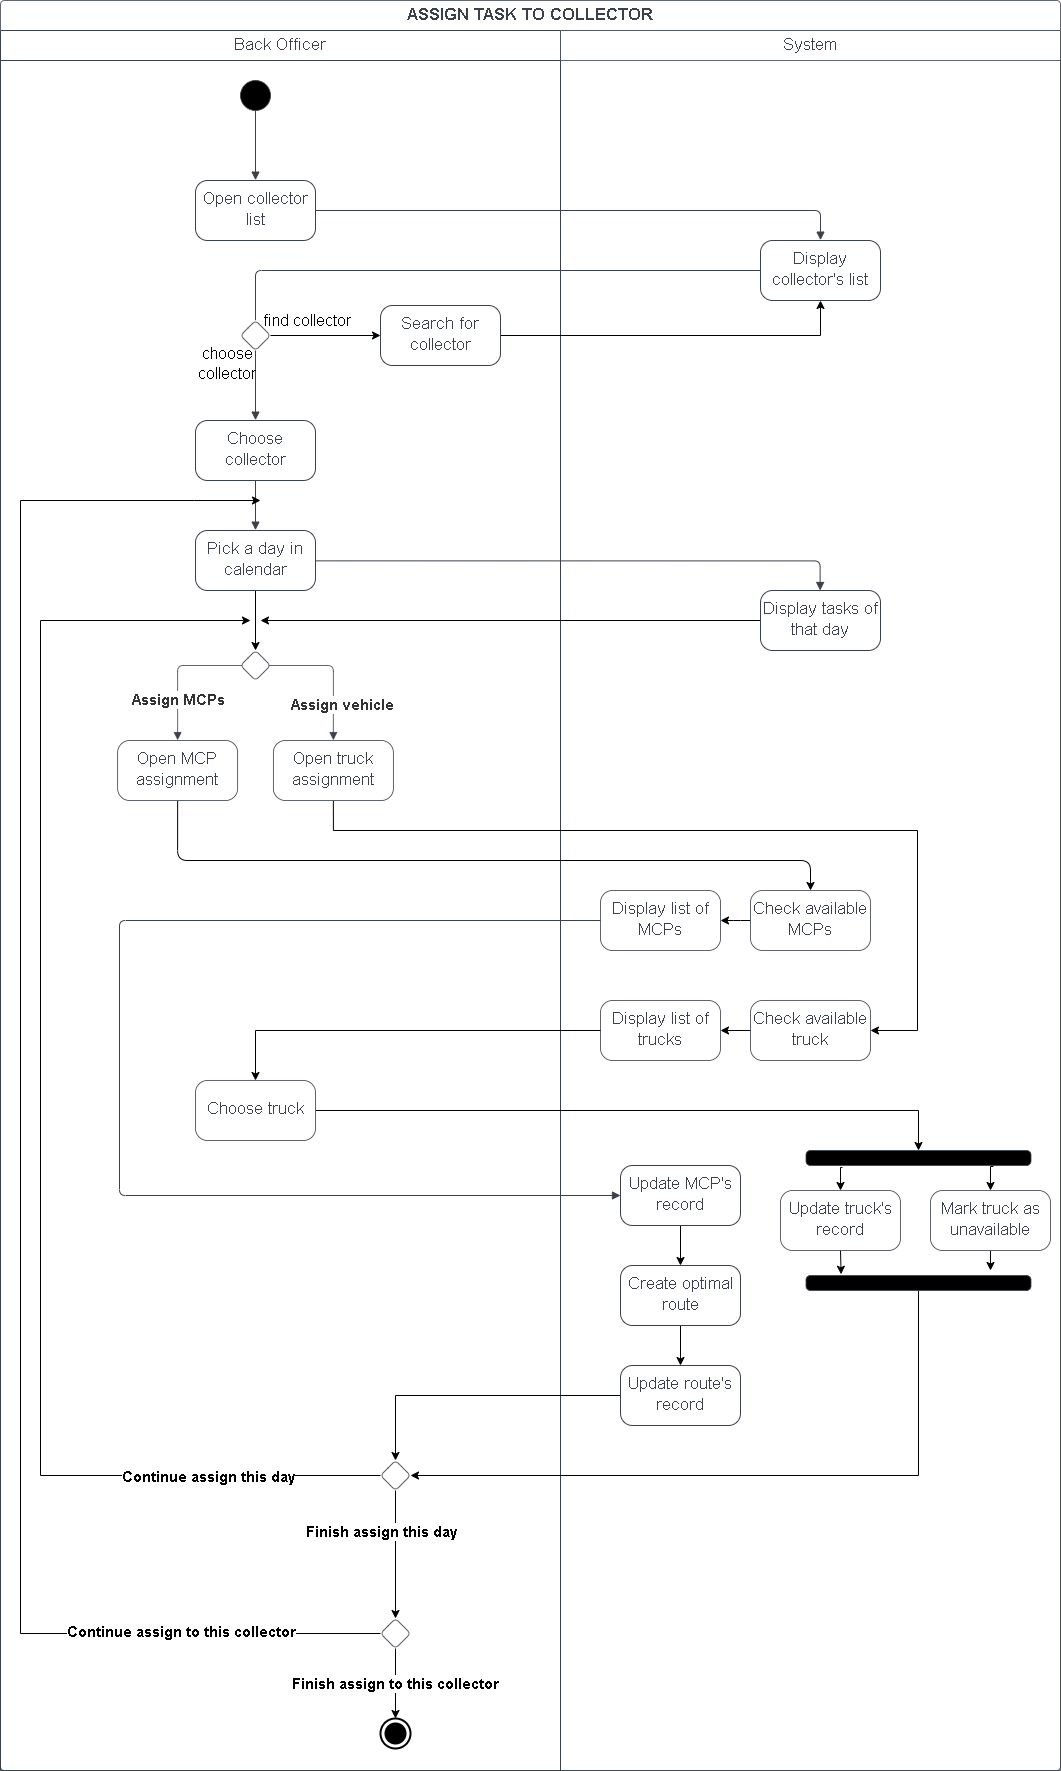 ASSIGN TASK TO COLLECTOR
Back Officer
System
Open collector
list
Display
collector's list
find collector
Search for
collector
choose
collector
Choose
collector
Pick a day in
calendar
Display tasks of
that day
Assign MCPs
Assign vehicle
Open MCP
assignment
Open truck
assignment
Display list of
MCPs
Check available
MCPs
Display list of
trucks
Check available
truck
Choose truck
Update MCP's
record
Update truck's
record
Mark truck as
unavailable
Create optimal
route
Update route's
record
Continue assign this day
Finish assign this day
Continue assign to this collector
Finish assign to this collector